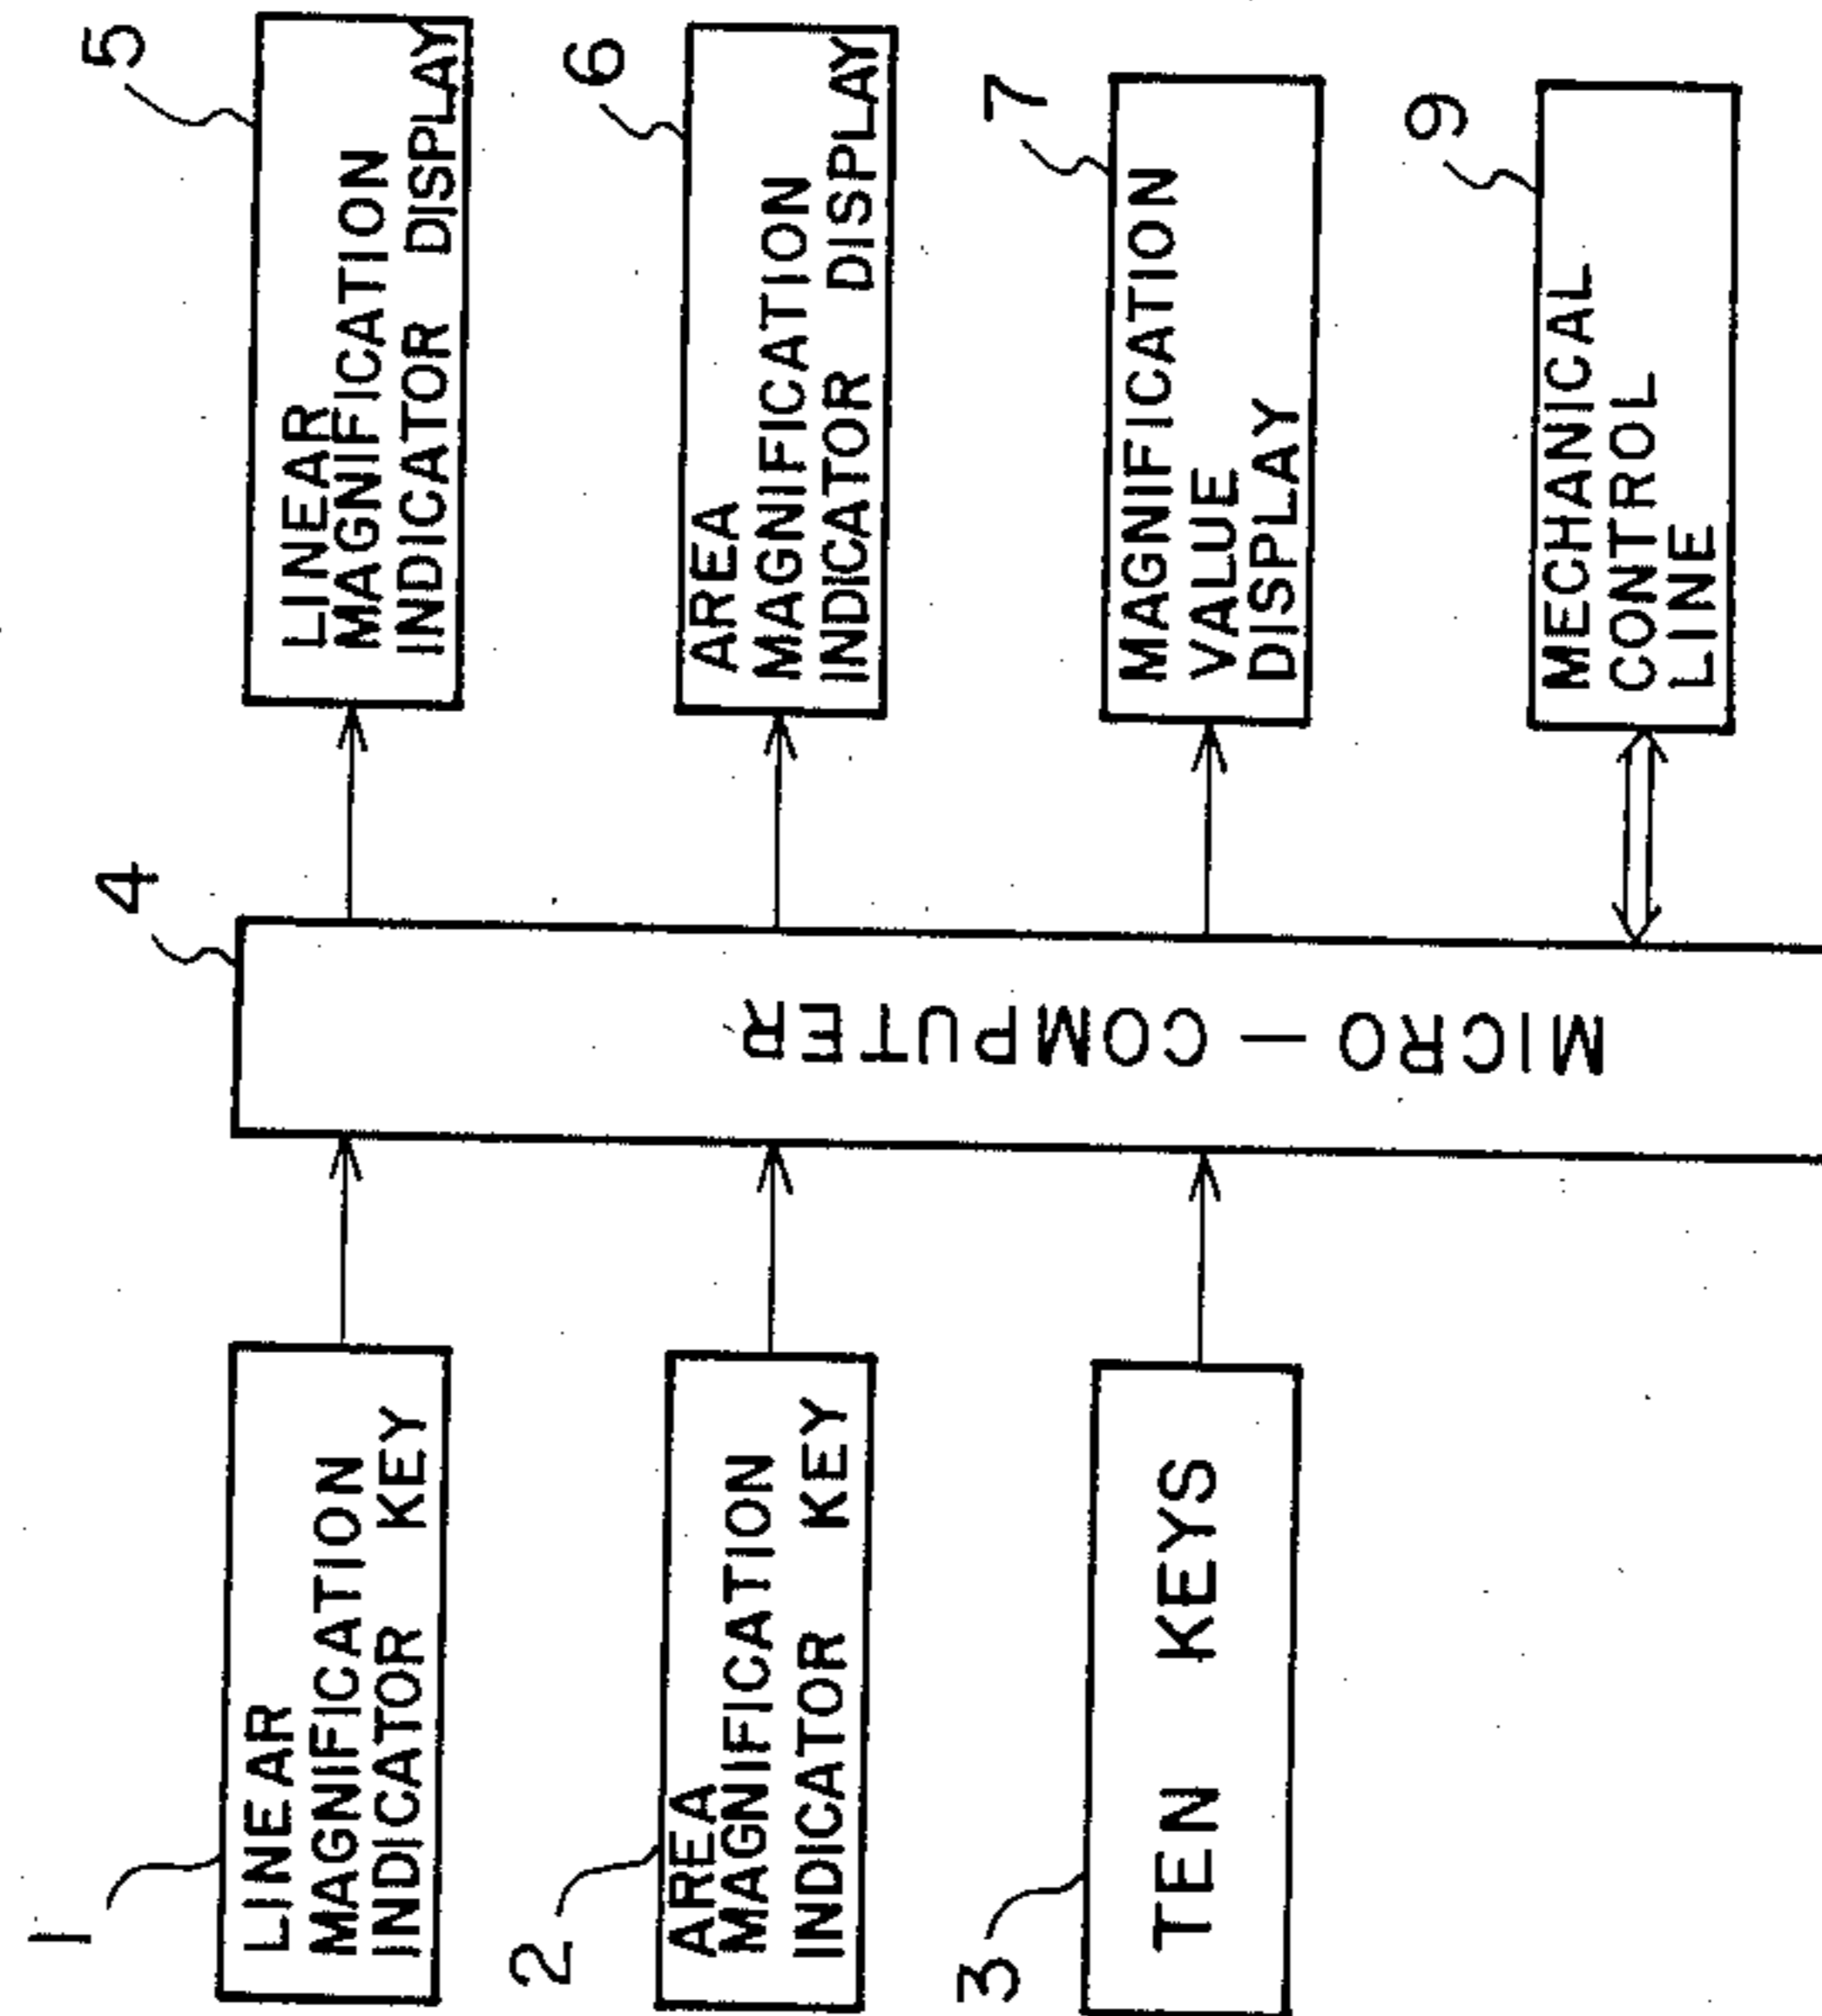 1
LINEAR
MAGNIFICATION
INDICATOR KEY
2
AREA
MAGNIFICATION
INDICATOR KEY
3
TEN KEYS
4
MICRO-COMPUTER
5
LINEAR
MAGNIFICATION
INDICATOR DISPLAY
6
AREA
MAGNIFICATION
INDICATOR DISPLAY
7
MAGNIFICATION
VALUE
DISPLAY
9
MECHANICAL
CONTROL
LINE